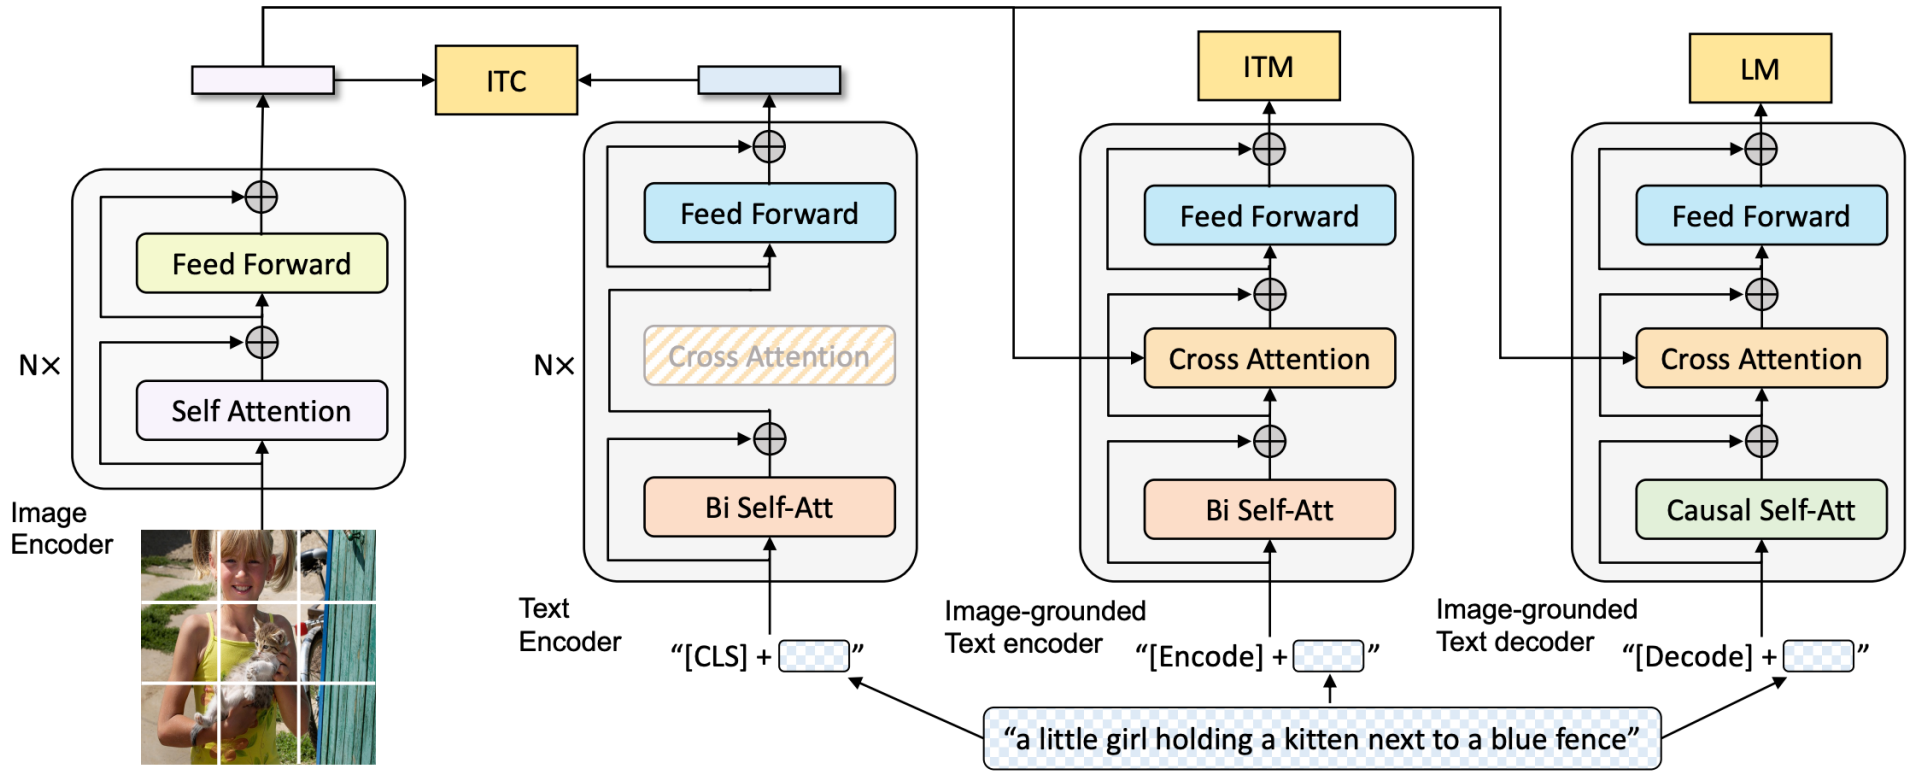 ITC
ITM
LM
Feed Forward
Self Attention
N×
Image
Encoder
Feed Forward
Cross Attention
Bi Self-Att
N×
Text
Encoder
“[CLS] + ”
Feed Forward
Cross Attention
Bi Self-Att
Image-grounded
Text encoder
“[Encode] + ”
Feed Forward
Cross Attention
Causal Self-Att
Image-grounded
Text decoder
“[Decode] + ”
“a little girl holding a kitten next to a blue fence”